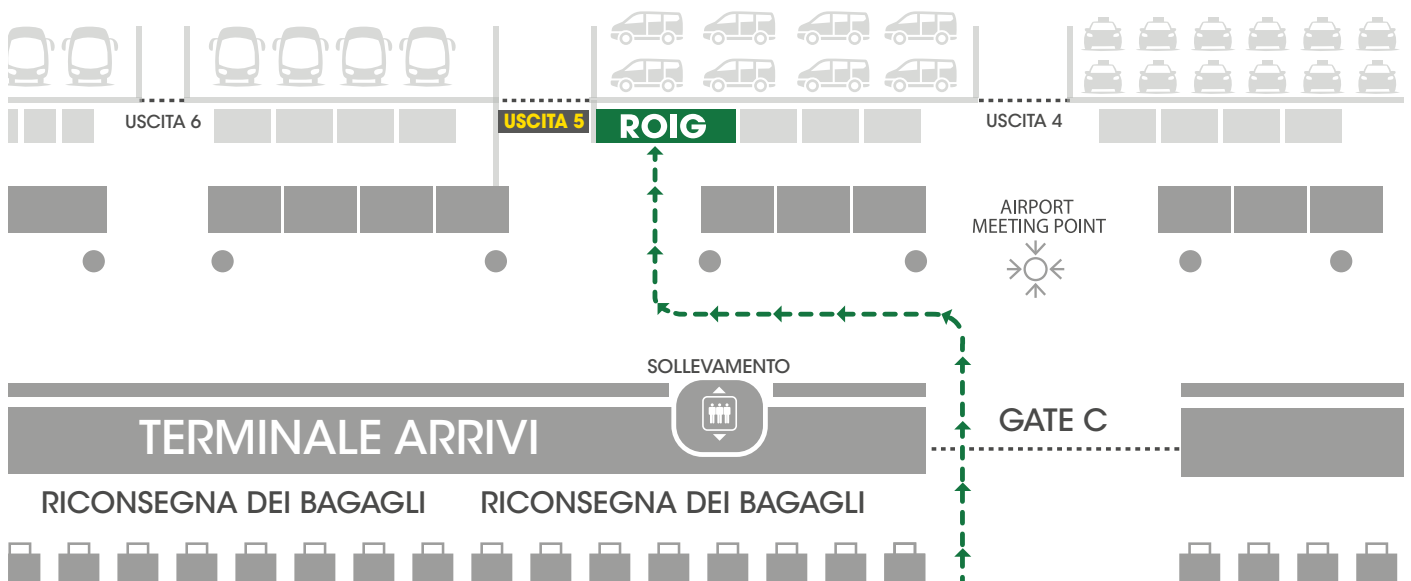 USCITA 6
USCITA 5
ROIG
USCITA 4
AIRPORT
MEETING POINT
SOLLEVAMENTO
TERMINALE ARRIVI
GATE C
RICONSEGNA DEI BAGAGLI
RICONSEGNA DEI BAGAGLI